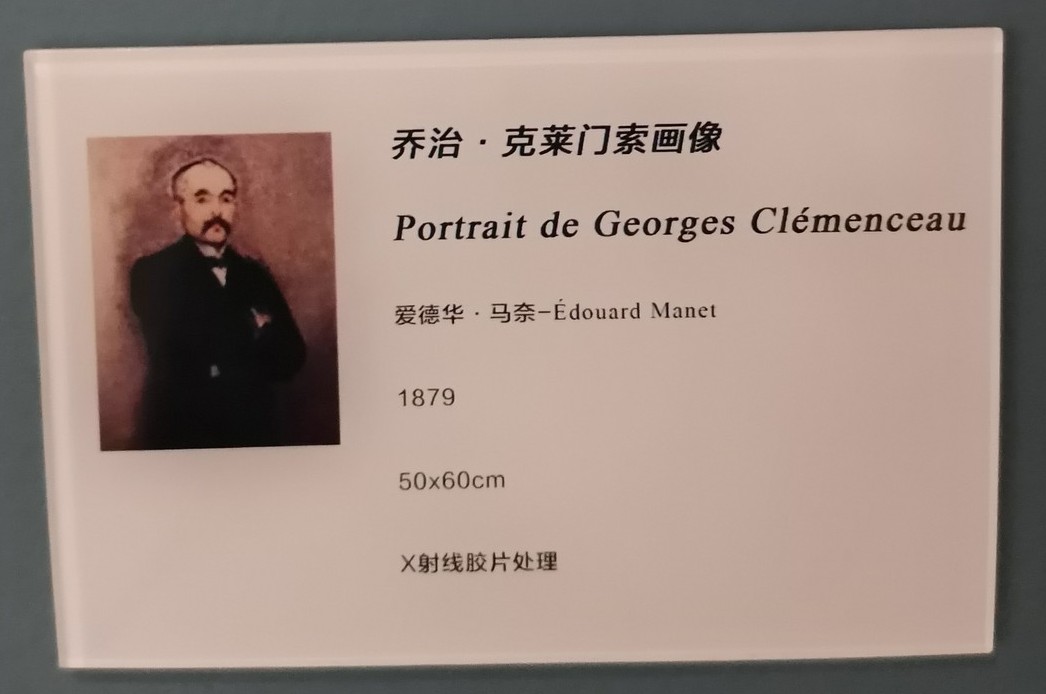 乔治·克莱门索画像
Portrait de Georges Clémenceau
爱德华·马奈-Édouard Manet
1879
50x60cm
X射线胶片处理